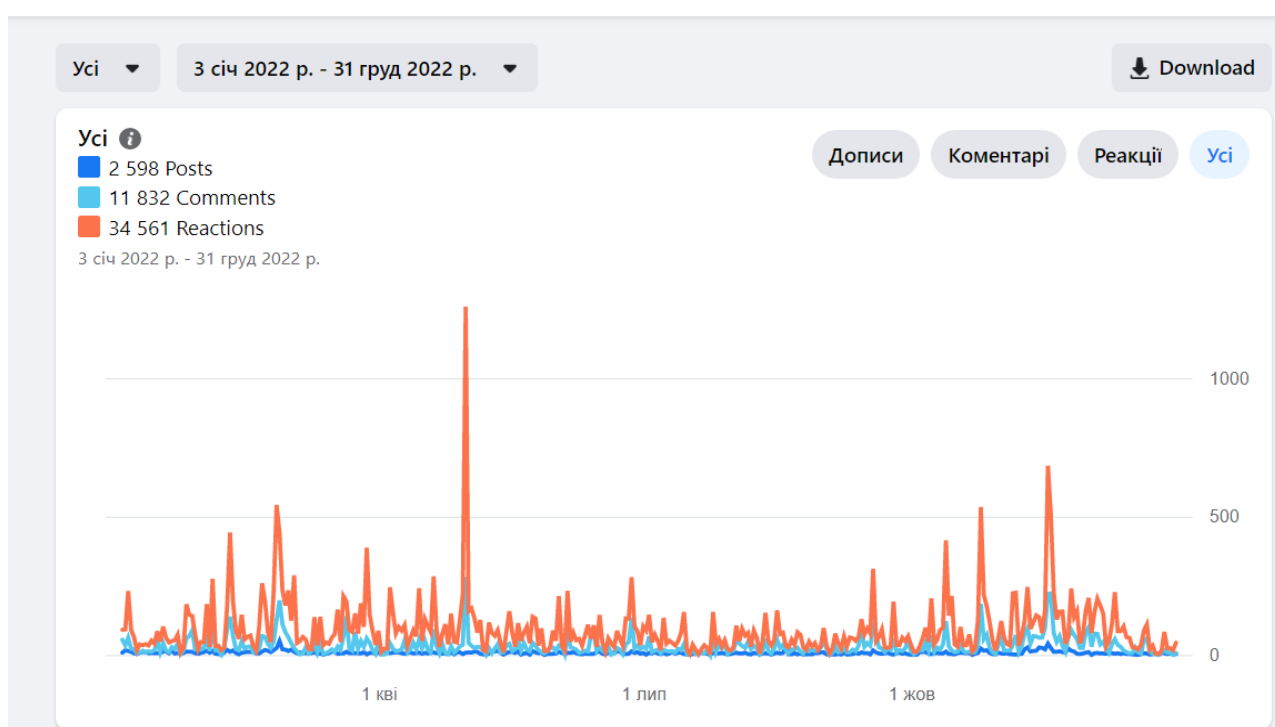 Усі
3 січ 2022 р. - 31 груд 2022 р.
Download
Усі
2 598 Posts
11 832 Comments
34 561 Reactions
3 січ 2022 р. - 31 груд 2022 р.
Дописи
Коментарі
Реакції
Усі
1000
500
0
1 кві
1 лип
1 жов